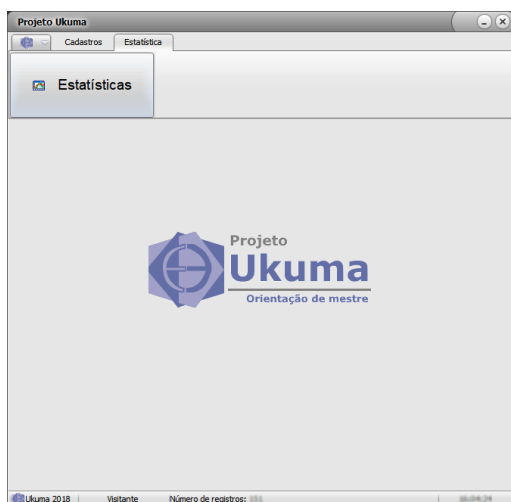 Projeto Ukuma
Cadastros Estatística
Estatísticas
Projeto
Ukuma
Orientação de mestre
Ukuma 2018 Visitante Número de registros: